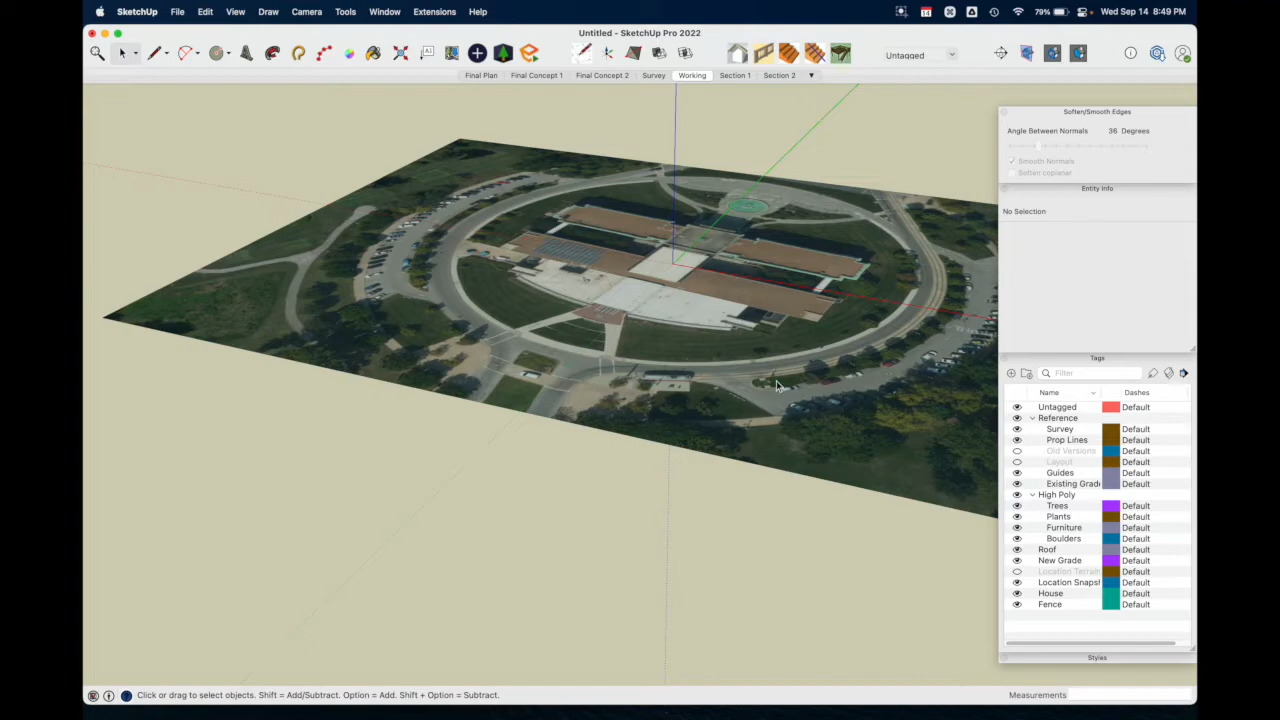 SketchUp File Edit View Draw Camera Tools Window Extensions Help
14 79% Wed Sep 14 8:49 PM
Untitled - SketchUp Pro 2022
Untagged
Final Plan Final Concept 1 Final Concept 2 Survey Working Section 1 Section 2
Soften/Smooth Edges
Angle Between Normals 36 Degrees
Smooth Normals
Soften coplanar
Entity Info
No Selection
Tags
Filter
Name Dashes
Untagged Default
Reference
Survey Default
Prop Lines Default
Old Versions Default
Layout Default
Guides Default
Existing Grad Default
High Poly
Trees Default
Plants Default
Furniture Default
Boulders Default
Roof Default
New Grade Default
Location Terrain Default
Location Snaps Default
House Default
Fence Default
Styles
Click or drag to select objects. Shift = Add/Subtract. Option = Add. Shift + Option = Subtract.
Measurements